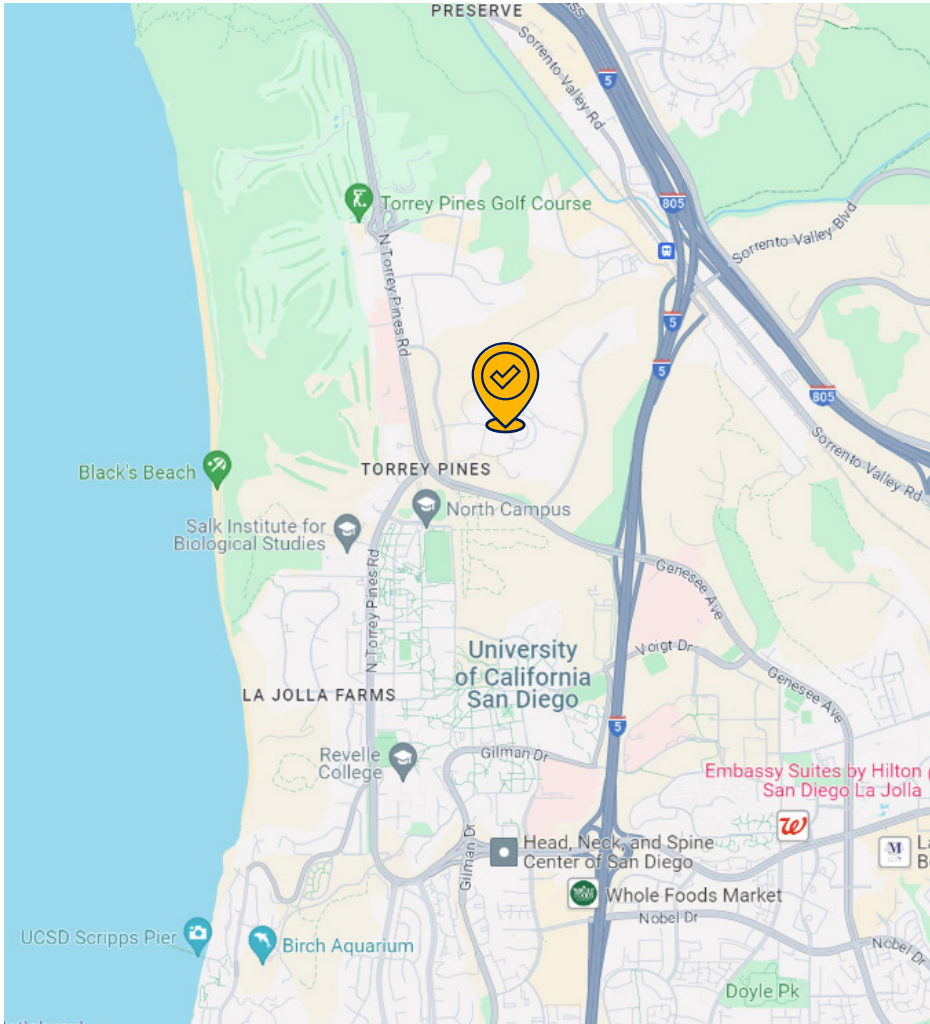 PRESERVE
Sorrento Valley Rd
5
805
Torrey Pines Golf Course
Sorrento Valley Blvd
N Torrey Pines Rd
5
5
805
Sorrento Valley Rd
Black's Beach
TORREY PINES
North Campus
Salk Institute for
Biological Studies
N Torrey Pines Rd
Genesee Ave
University
of California
San Diego
Voigt Dr
Genesee Ave
LA JOLLA FARMS
5
Revelle
College
Gilman Dr
Embassy Suites by Hilton
San Diego La Jolla
Gilman Dr
Head, Neck, and Spine
Center of San Diego
M
La
B
Whole Foods Market
Nobel Dr
UCSD Scripps Pier
Birch Aquarium
Nobel Dr
Doyle Pk